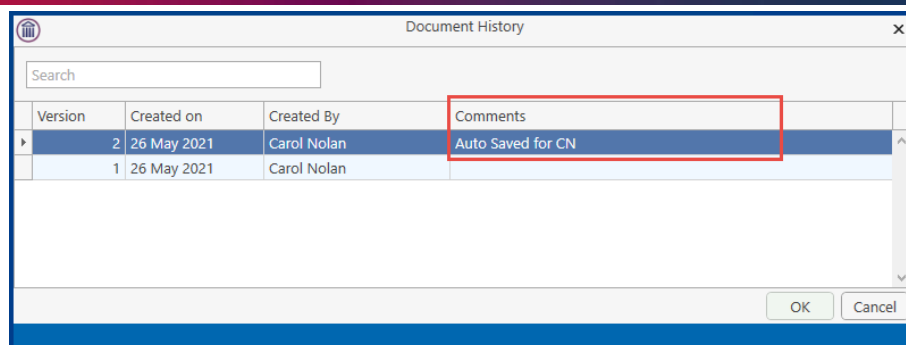 Document History
Search
Version Created on Created By Comments
2 26 May 2021 Carol Nolan Auto Saved for CN
1 26 May 2021 Carol Nolan
OK Cancel